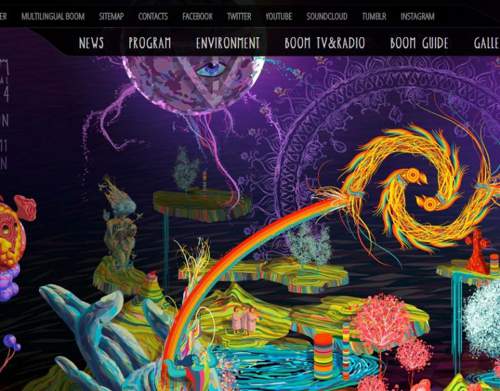 MULTILINGUAL BOOM SITEMAP CONTACTS FACEBOOK TWITTER YOUTUBE SOUNDCLOUD TUMBLR INSTAGRAM
NEWS PROGRAM ENVIRONMENT BOOM TV&RADIO BOOM GUIDE GALLE
M
4
N
11
N